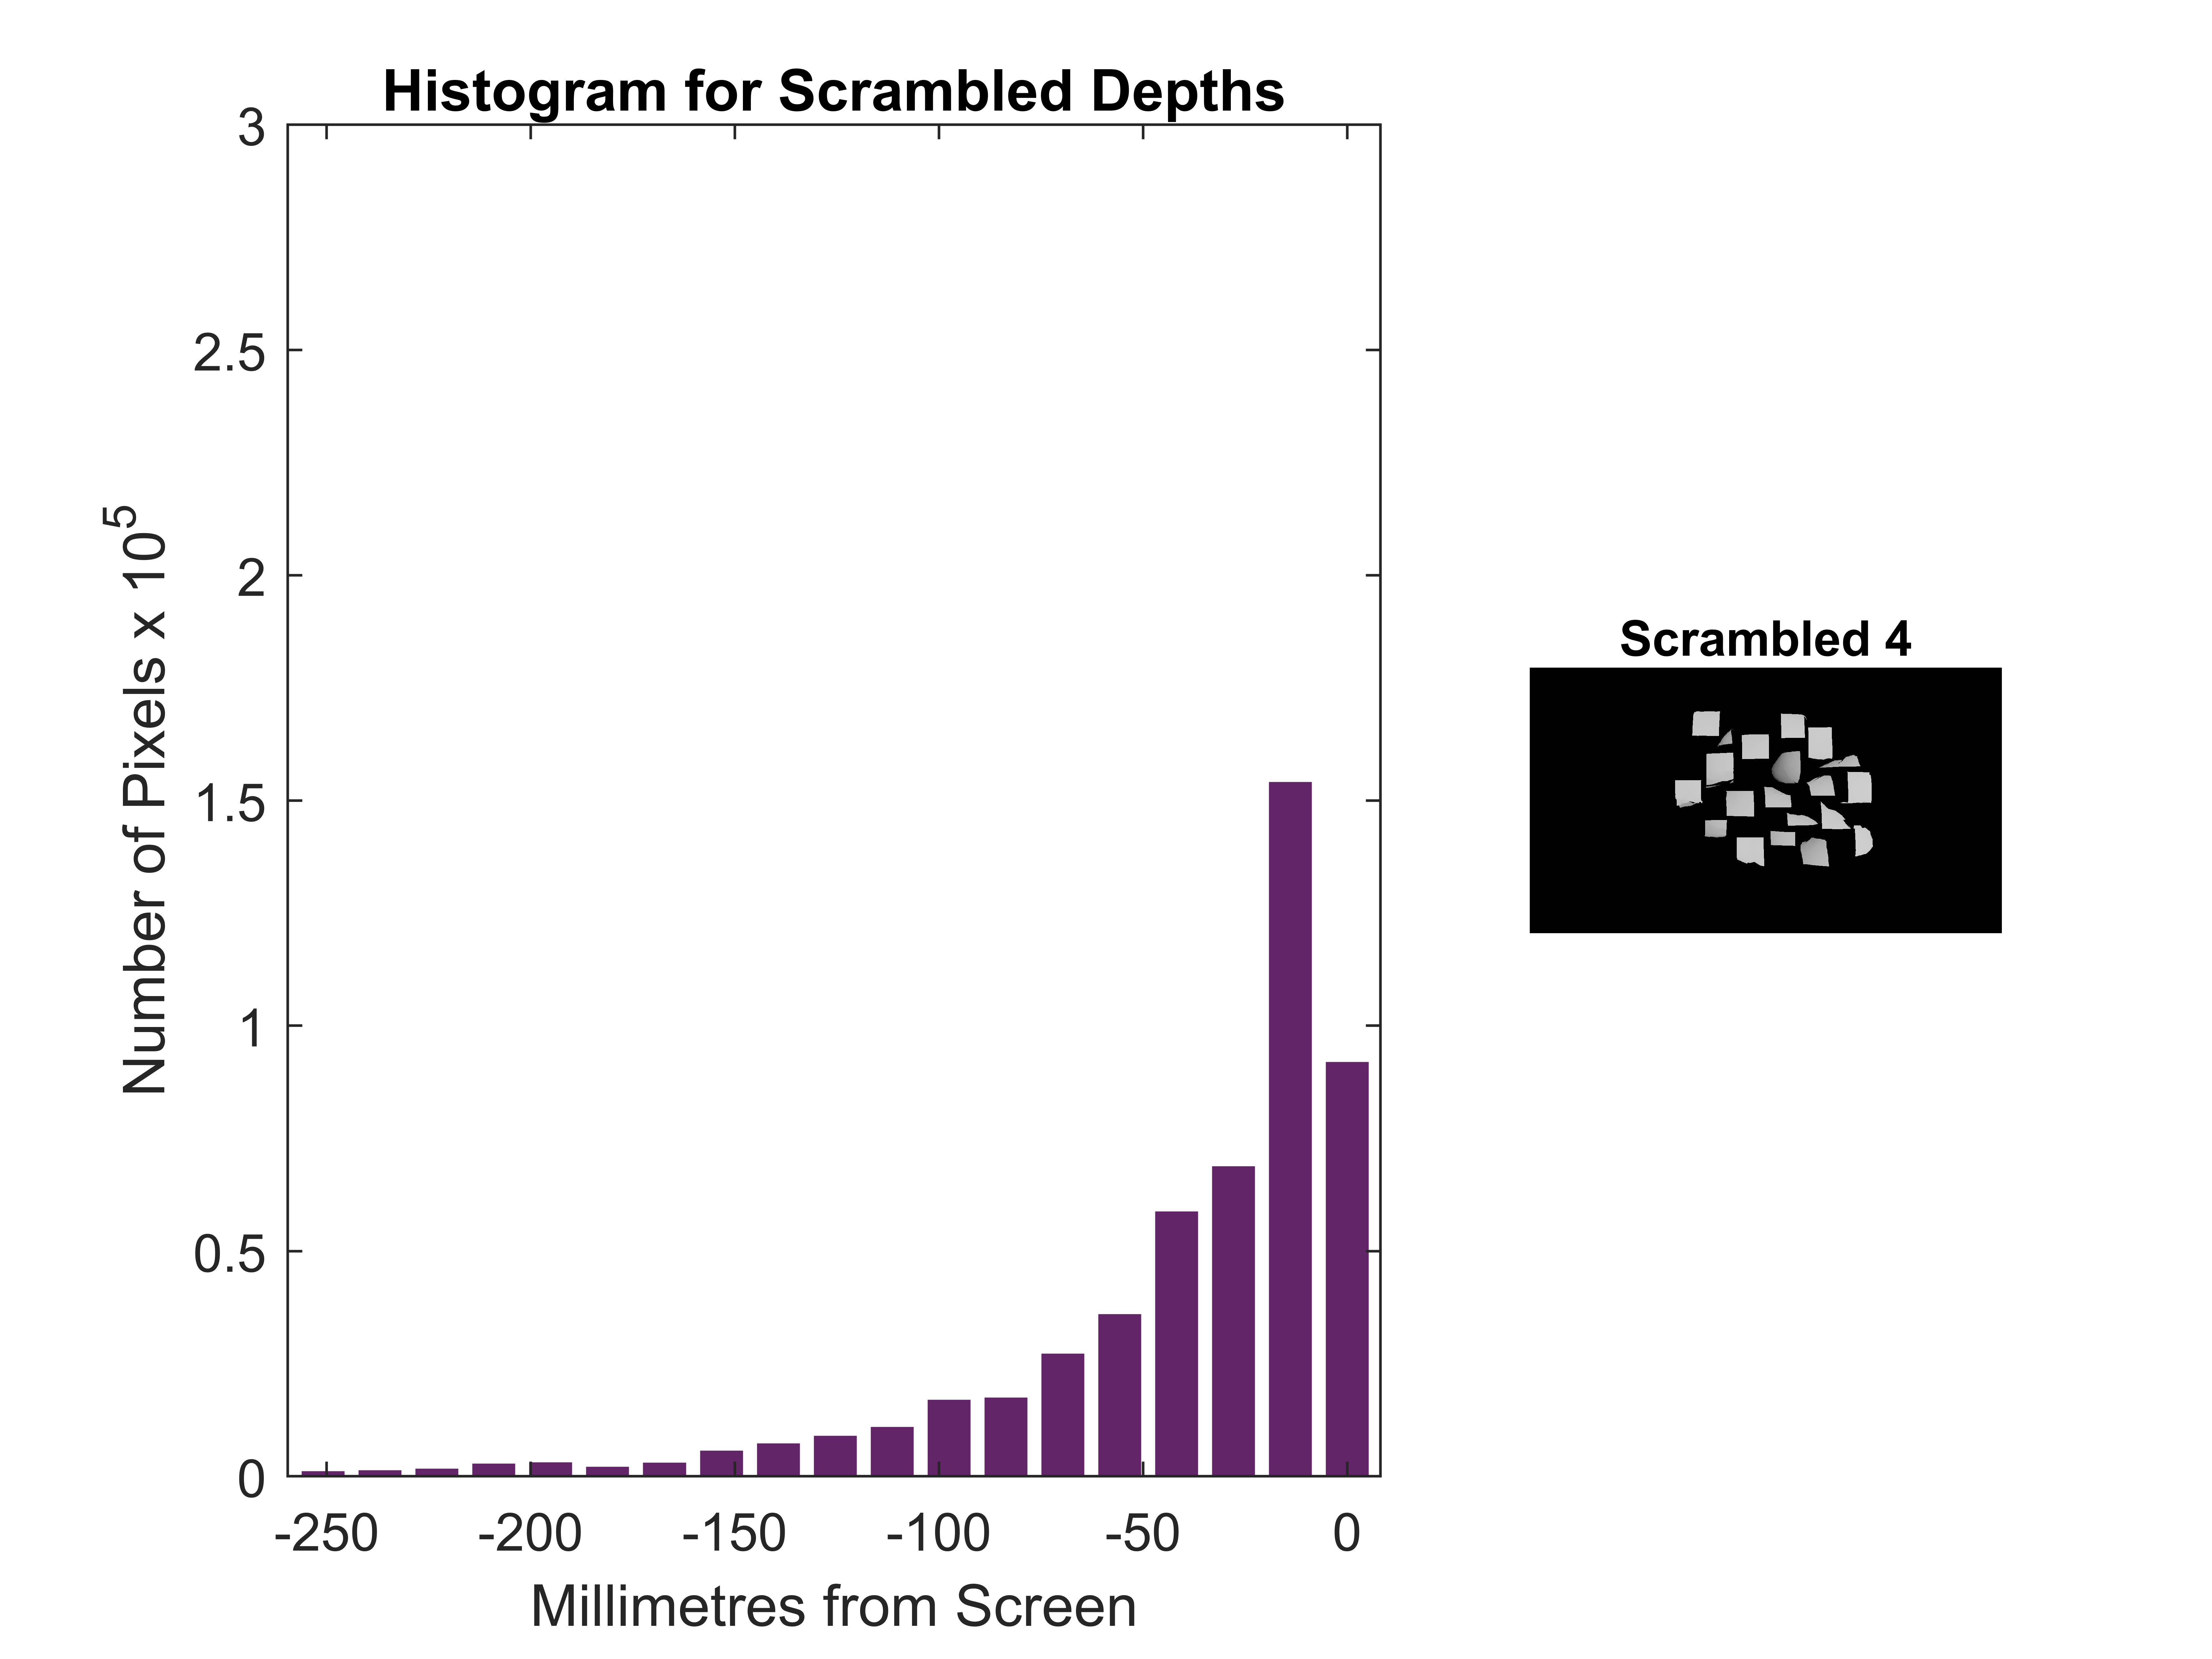 Histogram for Scrambled Depths
3
2.5
2
1.5
1
0.5
0
Number of Pixels x 10^5
-250 -200 -150 -100 -50 0
Millimetres from Screen
Scrambled 4